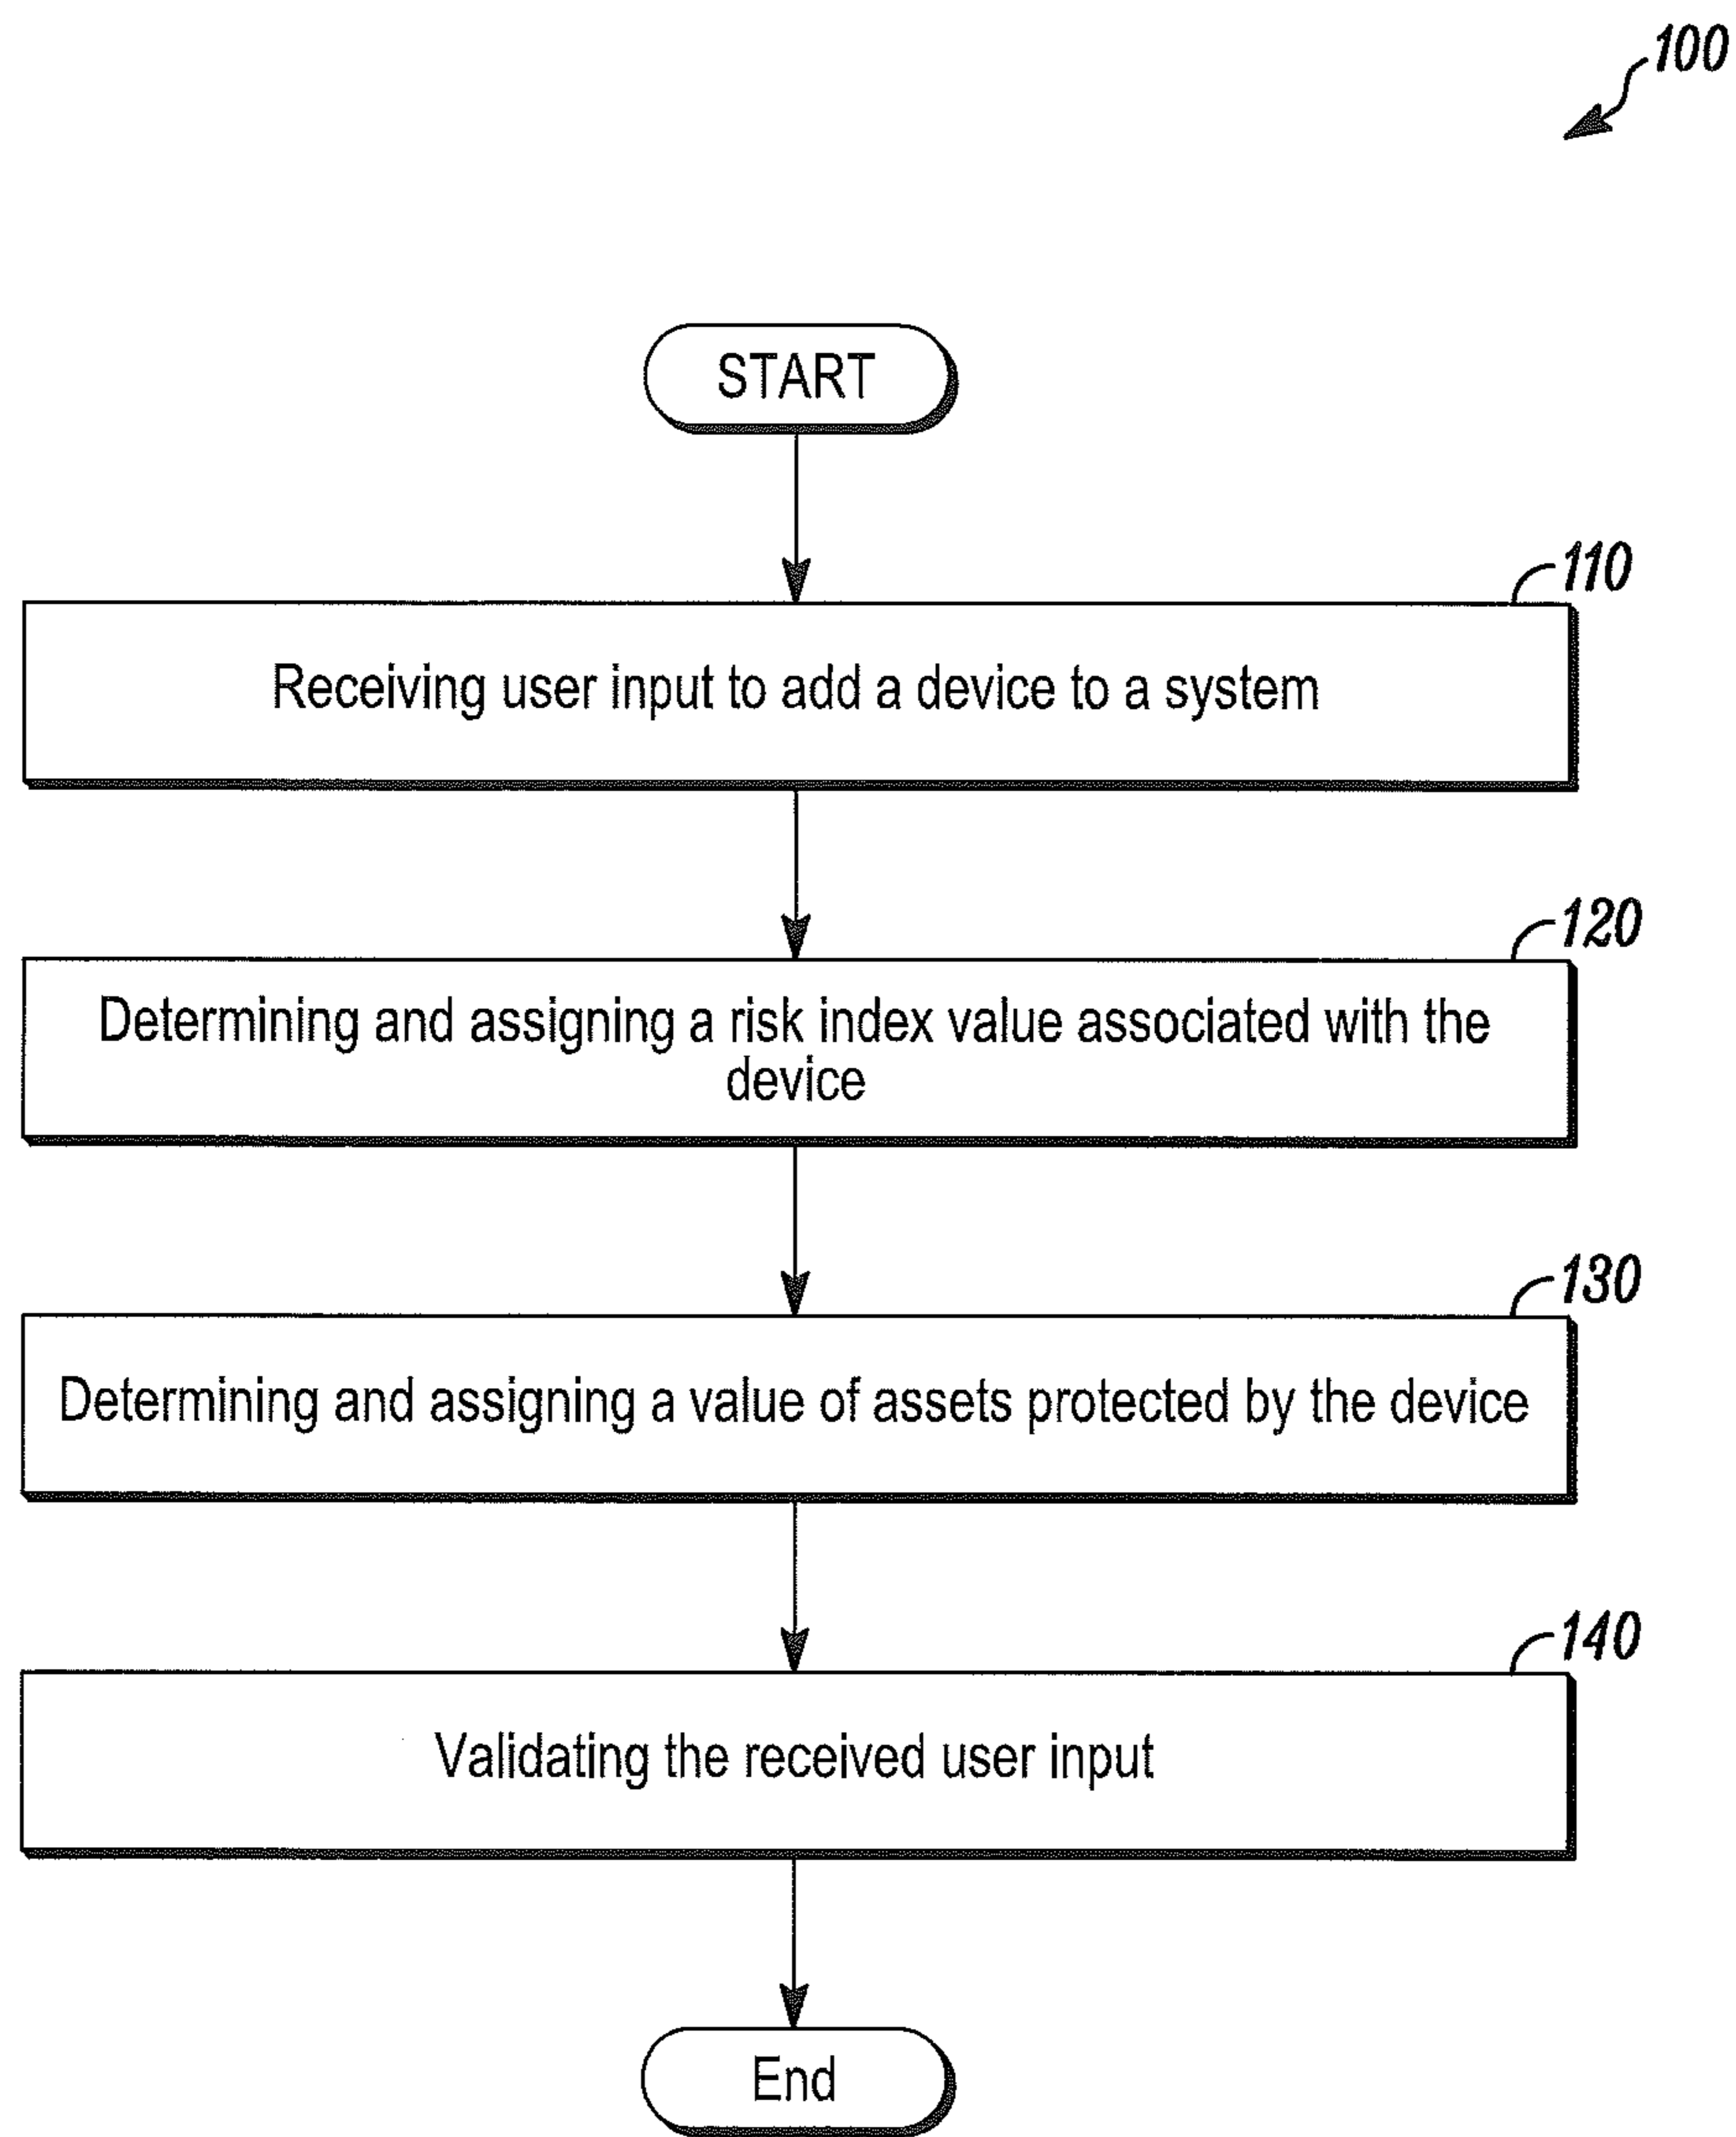 100
START
110
Receiving user input to add a device to a system
120
Determining and assigning a risk index value associated with the
device
130
Determining and assigning a value of assets protected by the device
140
Validating the received user input
End